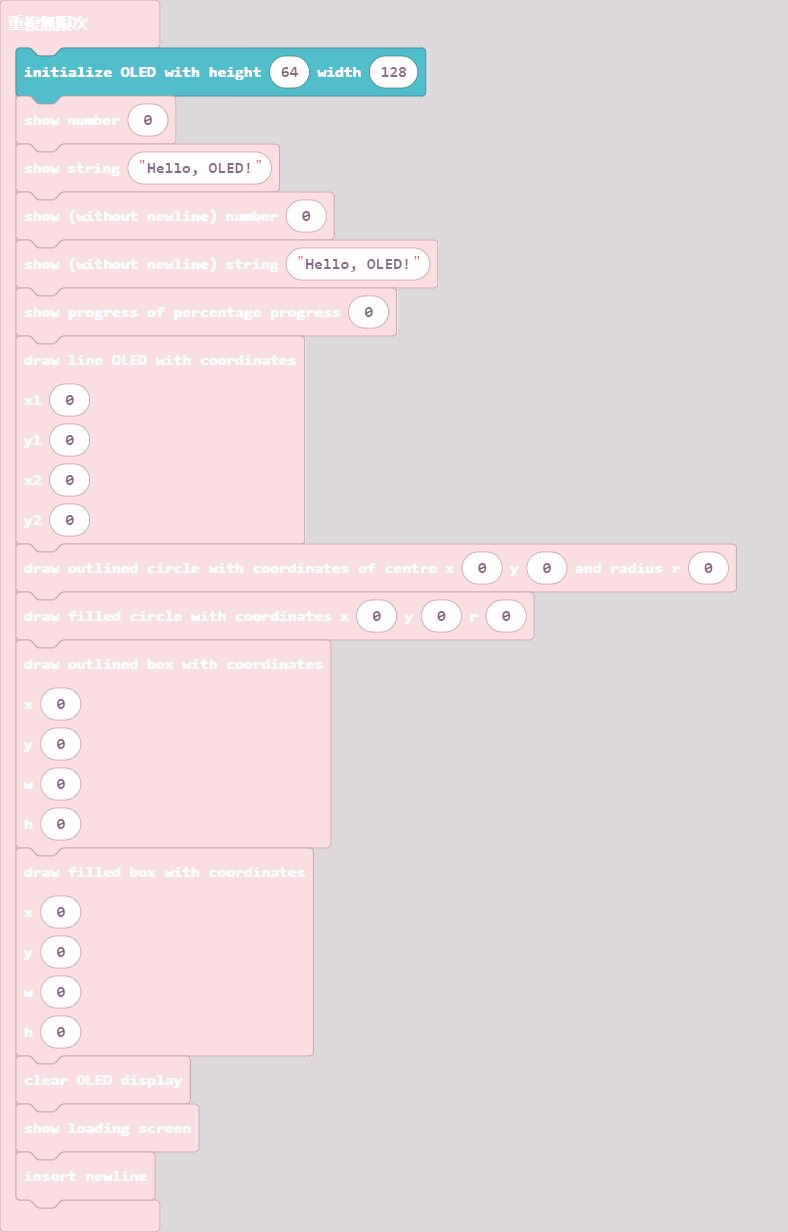 重複無限次
initialize OLED with height 64 width 128
show number 0
show string "Hello, OLED!"
show (without newline) number 0
show (without newline) string "Hello, OLED!"
show progress of percentage progress 0
draw line OLED with coordinates
x1 0
y1 0
x2 0
y2 0
draw outlined circle with coordinates of centre x 0 y 0 and radius r 0
draw filled circle with coordinates x 0 y 0 r 0
draw outlined box with coordinates
x 0
y 0
w 0
h 0
draw filled box with coordinates
x 0
y 0
w 0
h 0
clear OLED display
show loading screen
insert newline